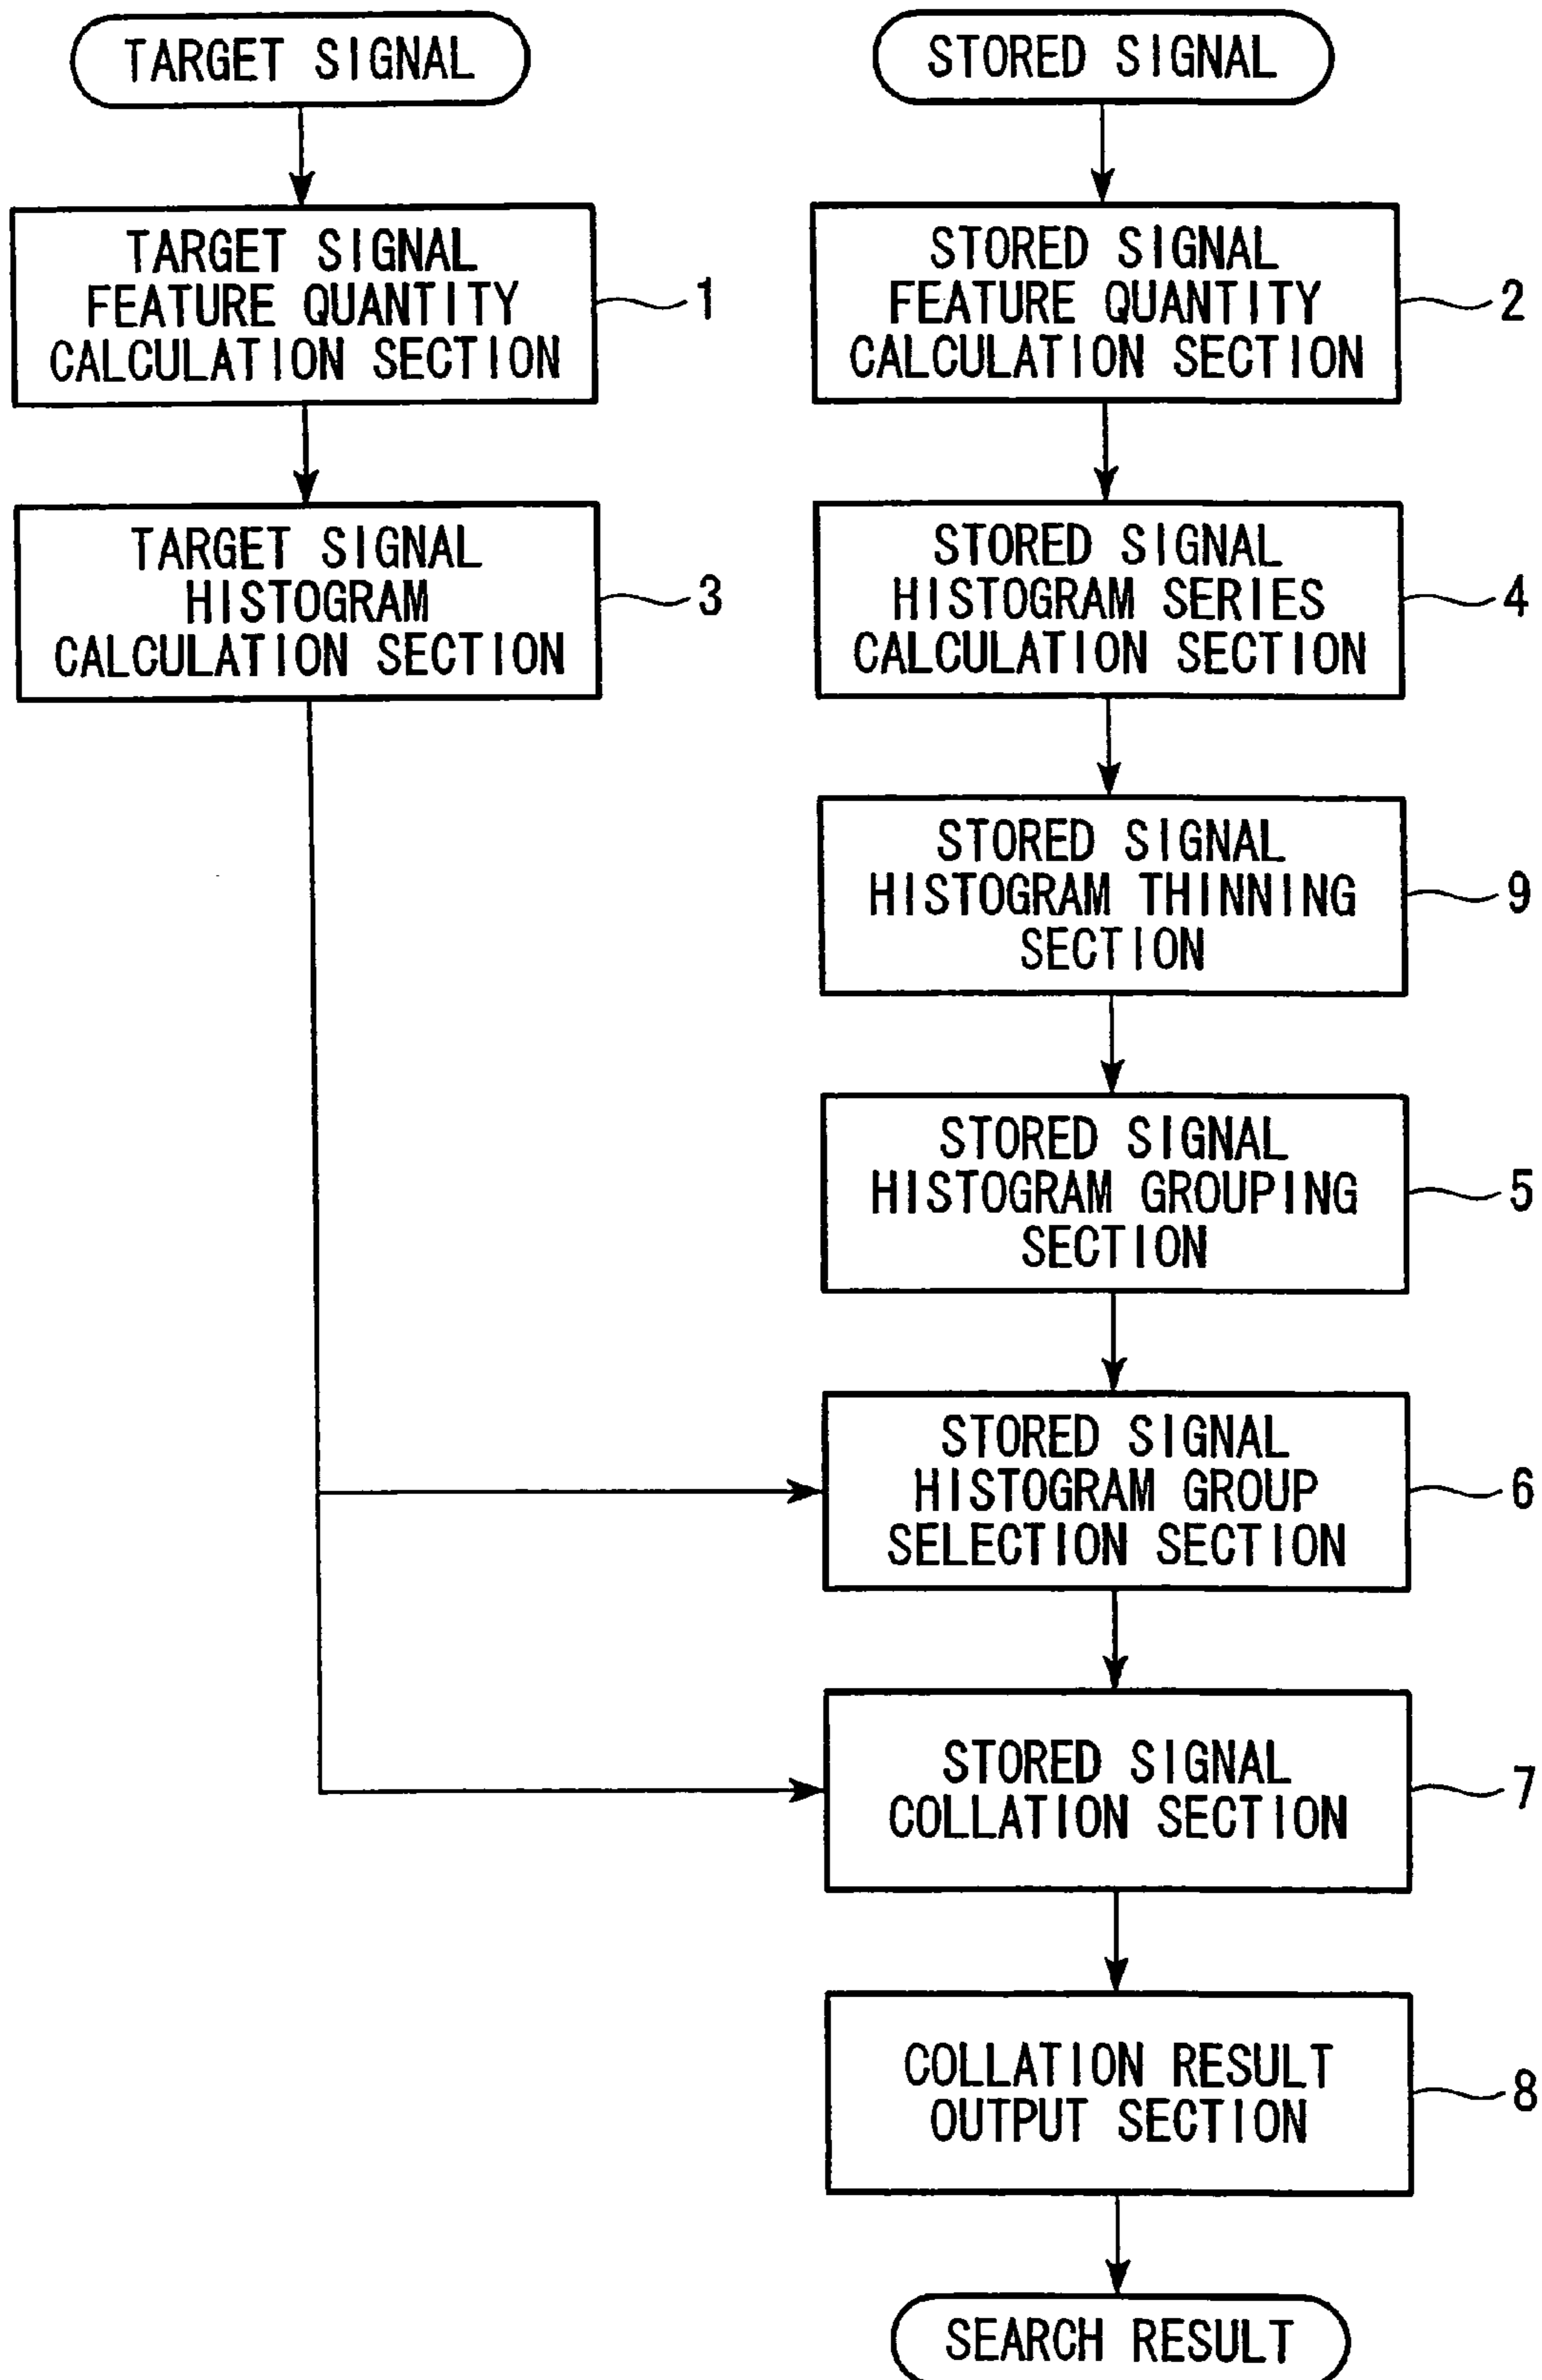 TARGET SIGNAL
TARGET SIGNAL
FEATURE QUANTITY
CALCULATION SECTION
1
TARGET SIGNAL
HISTOGRAM
CALCULATION SECTION
3
STORED SIGNAL
STORED SIGNAL
FEATURE QUANTITY
CALCULATION SECTION
2
STORED SIGNAL
HISTOGRAM SERIES
CALCULATION SECTION
4
STORED SIGNAL
HISTOGRAM THINNING
SECTION
9
STORED SIGNAL
HISTOGRAM GROUPING
SECTION
5
STORED SIGNAL
HISTOGRAM GROUP
SELECTION SECTION
6
STORED SIGNAL
COLLATION SECTION
7
COLLATION RESULT
OUTPUT SECTION
8
SEARCH RESULT